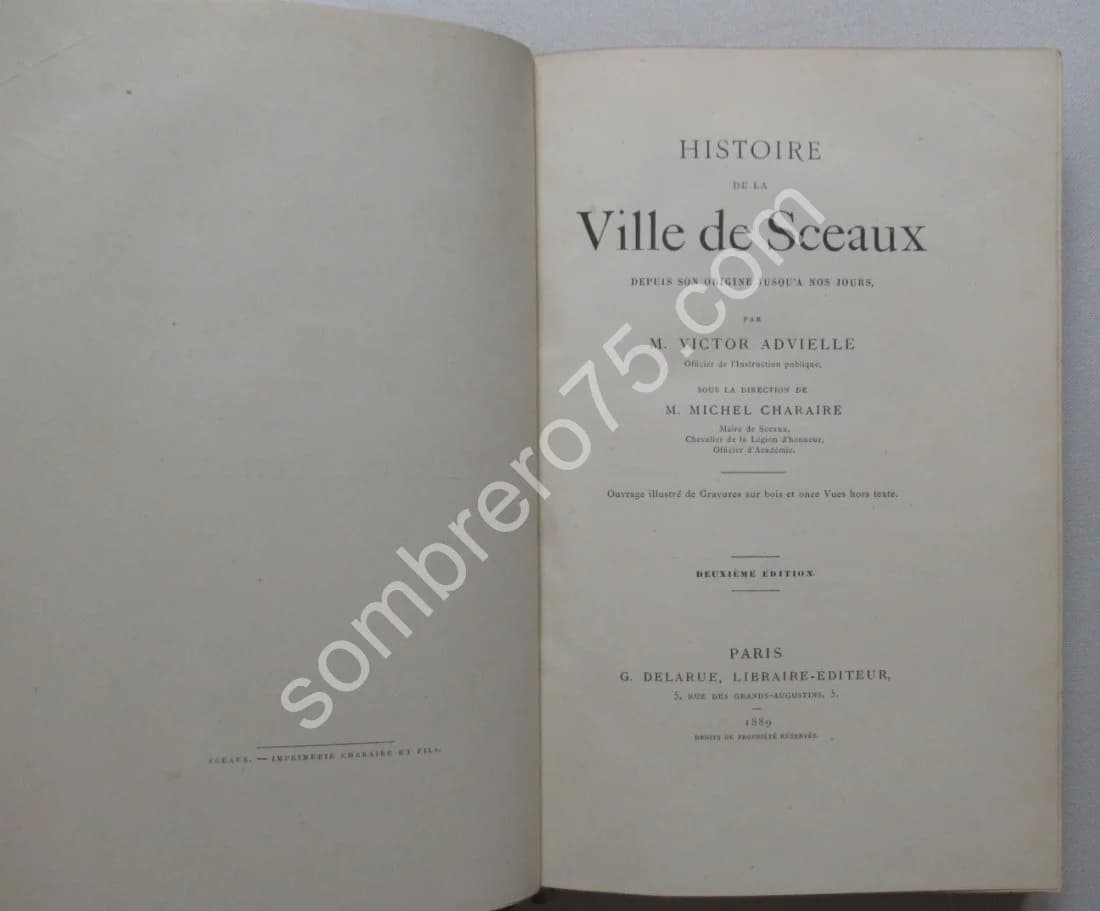 SCEAUX. — IMPRIMERIE CHARAIRE ET FILS.
HISTOIRE
DE LA
Ville de Sceaux
DEPUIS SON ORIGINE JUSQU'A NOS JOURS,
PAR
M. VICTOR ADVIELLE
Officier de l'Instruction publique,
SOUS LA DIRECTION DE
M. MICHEL CHARAIRE
Maire de Sceaux,
Chevalier de la Légion d'honneur,
Officier d'Académie.
Ouvrage illustré de Gravures sur bois et onze Vues hors texte.
DEUXIÈME ÉDITION
PARIS
G. DELARUE, LIBRAIRE-ÉDITEUR,
5, RUE DES GRANDS-AUGUSTINS, 5.
1889
DROITS DE PROPRIÉTÉ RÉSERVÉS.
sombrero75.com